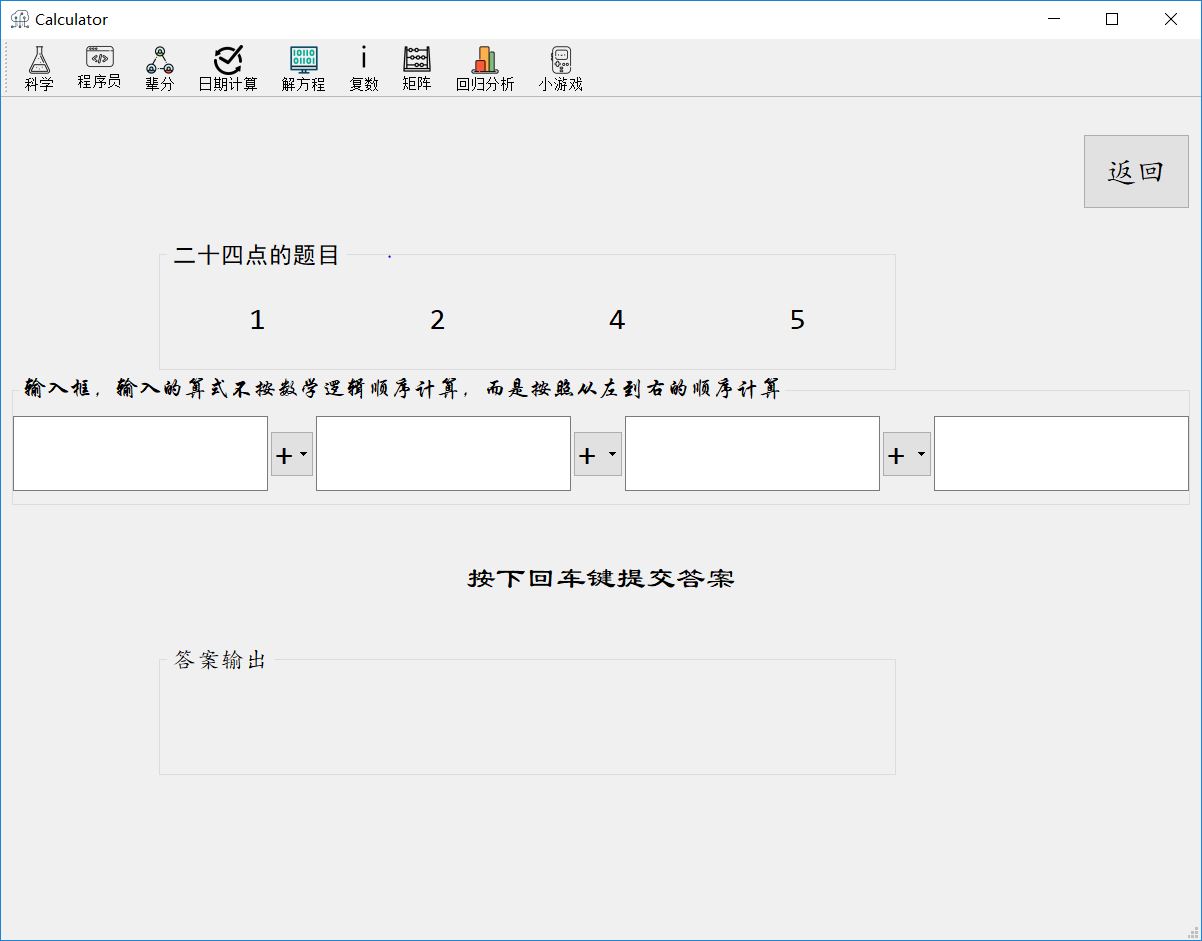 Calculator
科学 程序员 辈分 日期计算 解方程 i 复数 矩阵 回归分析 小游戏
返回
二十四点的题目
1 2 4 5
输入框，输入的算式不按数学逻辑顺序计算，而是按照从左到右的顺序计算
+ + +
按下回车键提交答案
答案输出